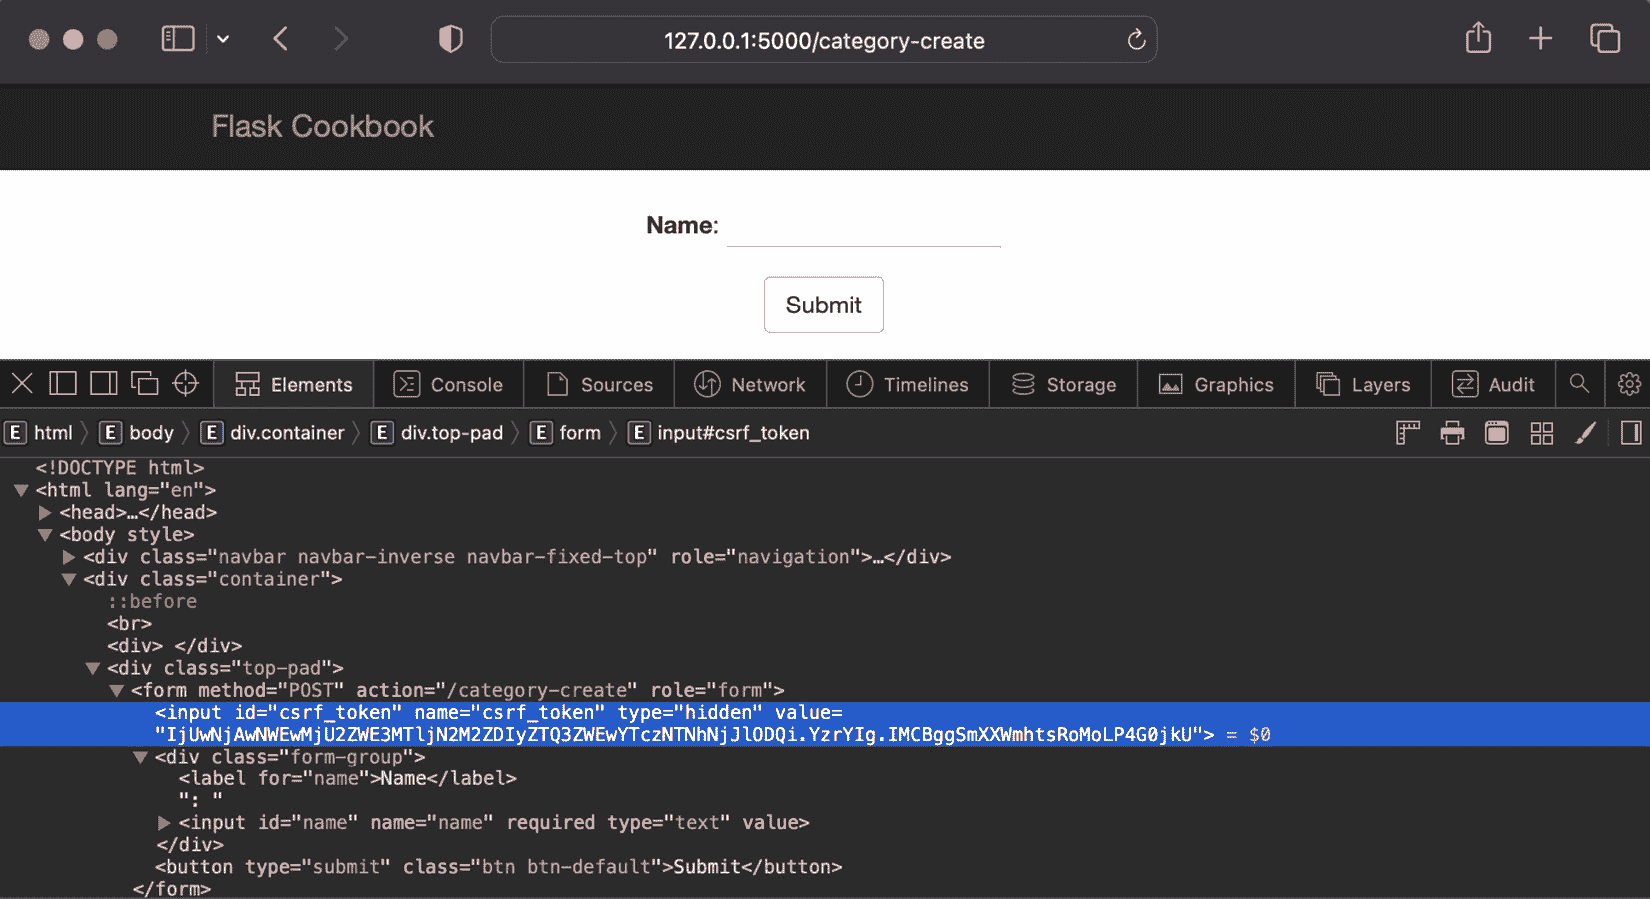 127.0.0.1:5000/category-create
Flask Cookbook
Name:
Submit
Elements Console Sources Network Timelines Storage Graphics Layers Audit
E html E body E div.container E div.top-pad E form E input#csrf_token
<!DOCTYPE html>
<html lang="en">
<head>…</head>
<body style>
<div class="navbar navbar-inverse navbar-fixed-top" role="navigation">…</div>
<div class="container">
::before
<br>
<div> </div>
<div class="top-pad">
<form method="POST" action="/category-create" role="form">
<input id="csrf_token" name="csrf_token" type="hidden" value=
"IjUwNjAwNWEwMjU2ZWE3MTljN2M2ZDIyZTQ3ZWEwYTczNTNhNjJlODQi.YzrYIg.IMCBggSmXXWmhtsRoMoLP4G0jkU"> = $0
<div class="form-group">
<label for="name">Name</label>
": "
<input id="name" name="name" required type="text" value>
</div>
<button type="submit" class="btn btn-default">Submit</button>
</form>